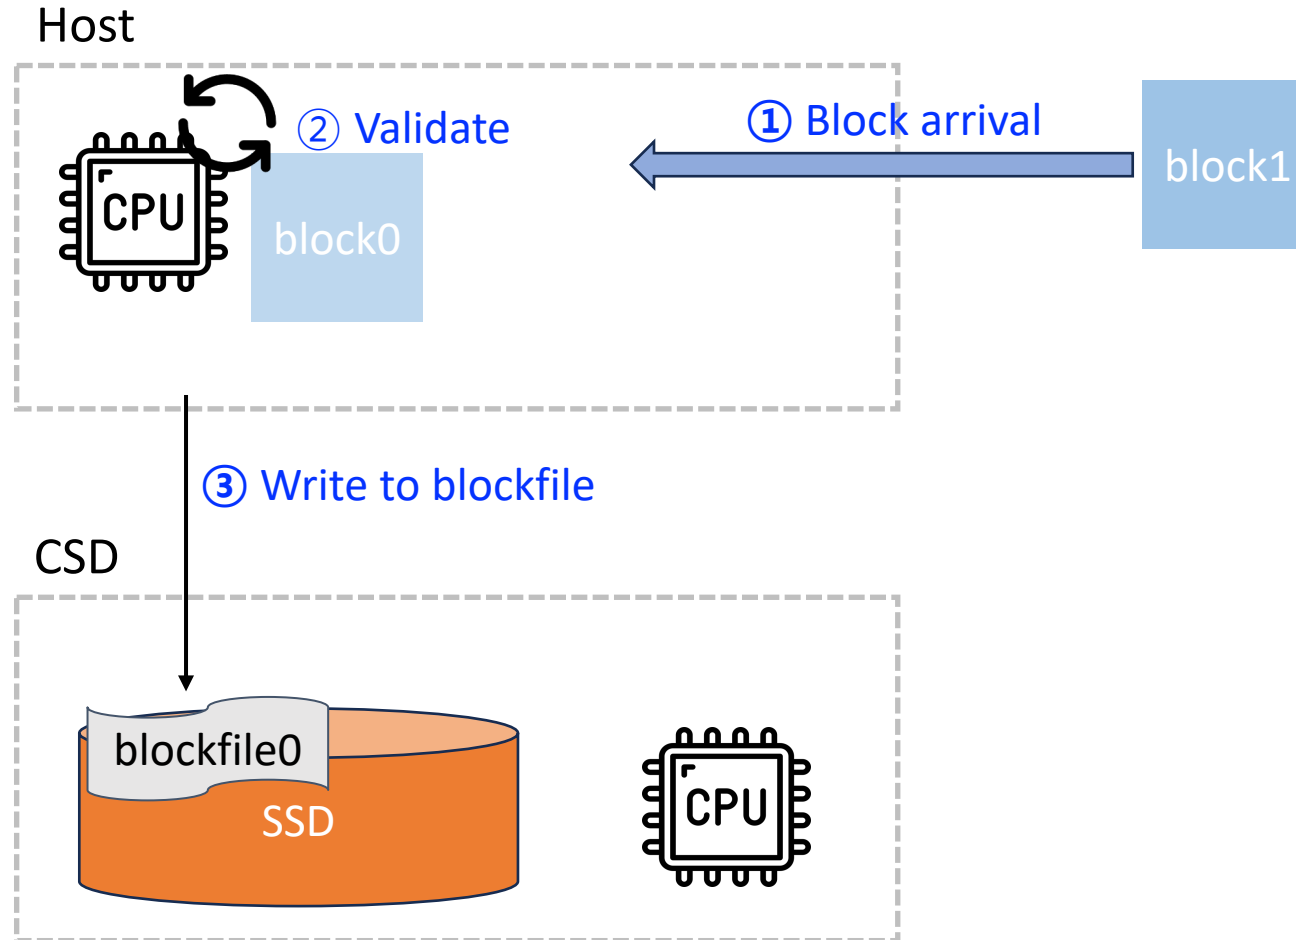 Host
① Block arrival
② Validate
block1
CPU
block0
③ Write to blockfile
CSD
blockfile0
SSD
CPU